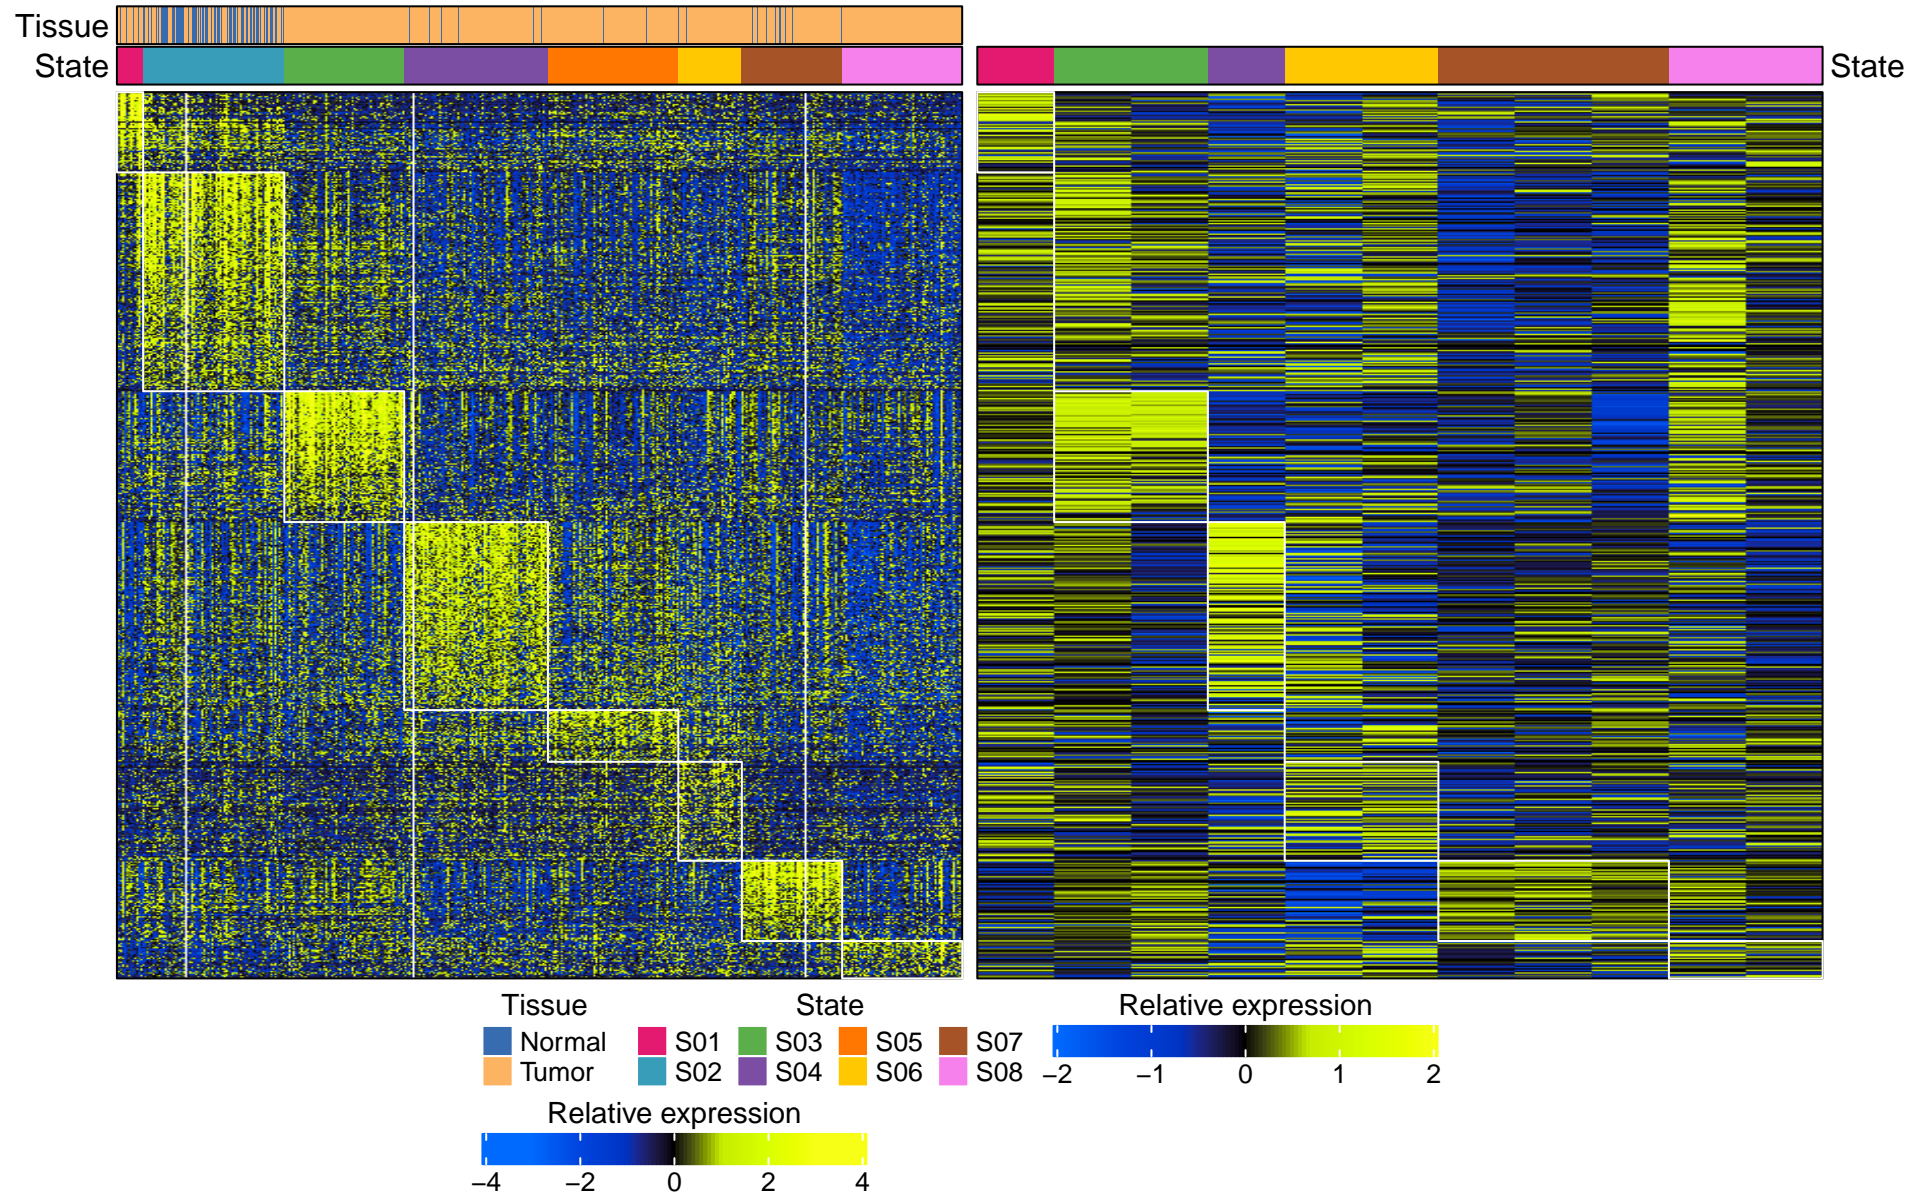 Tissue
State
State
Tissue State Relative expression
Normal S01 S03 S05 S07
Tumor S02 S04 S06 S08
−2 −1 0 1 2
Relative expression
−4 −2 0 2 4